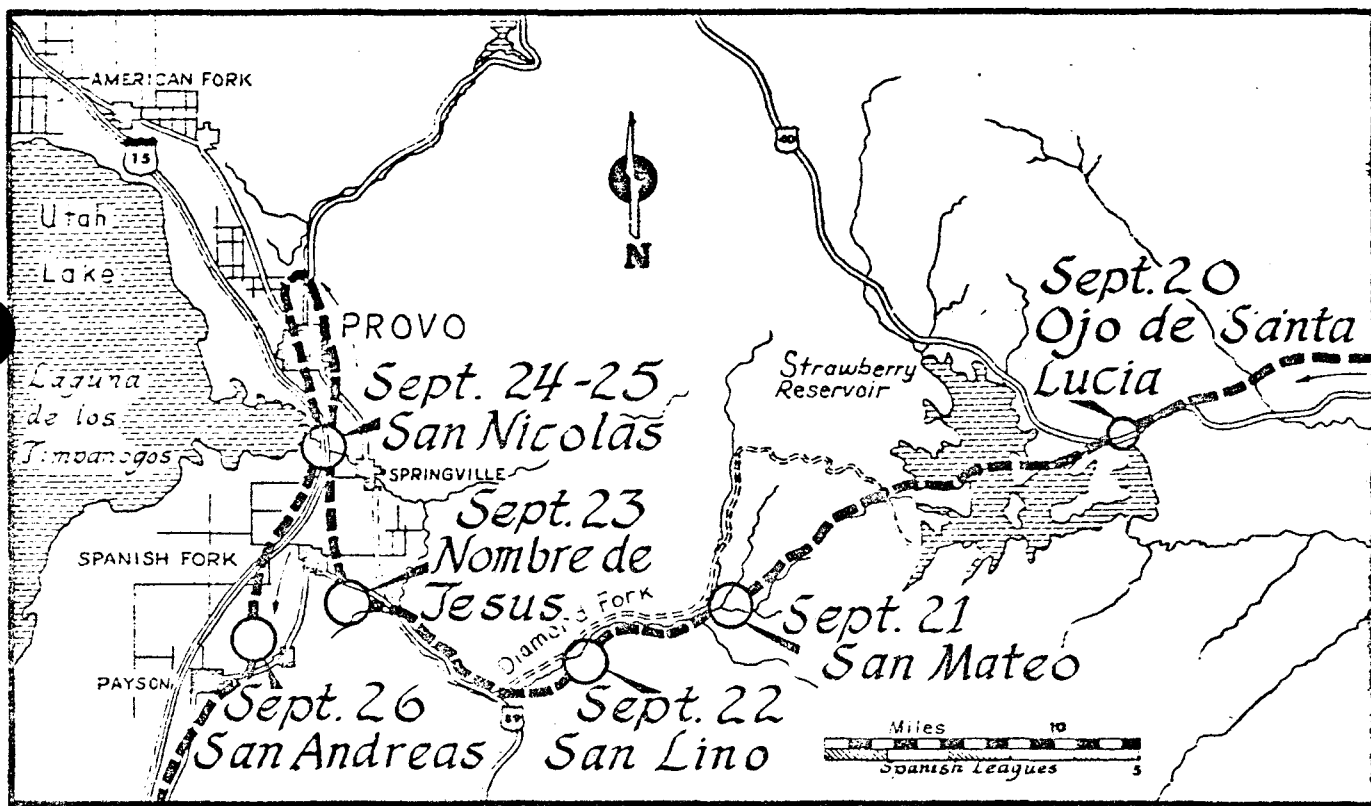 AMERICAN FORK
15
40
Utah
Lake
N
PROVO
Sept. 20
Ojo de Santa
Lucia
Strawberry
Reservoir
Laguna
de los
Timpanogos
Sept. 24-25
San Nicolas
SPRINGVILLE
Sept. 23
Nombre de
Jesus
SPANISH FORK
Diamond Fork
Sept. 21
San Mateo
PAYSON
Sept. 26
San Andreas
Sept. 22
San Lino
Miles 10
Spanish Leagues 5